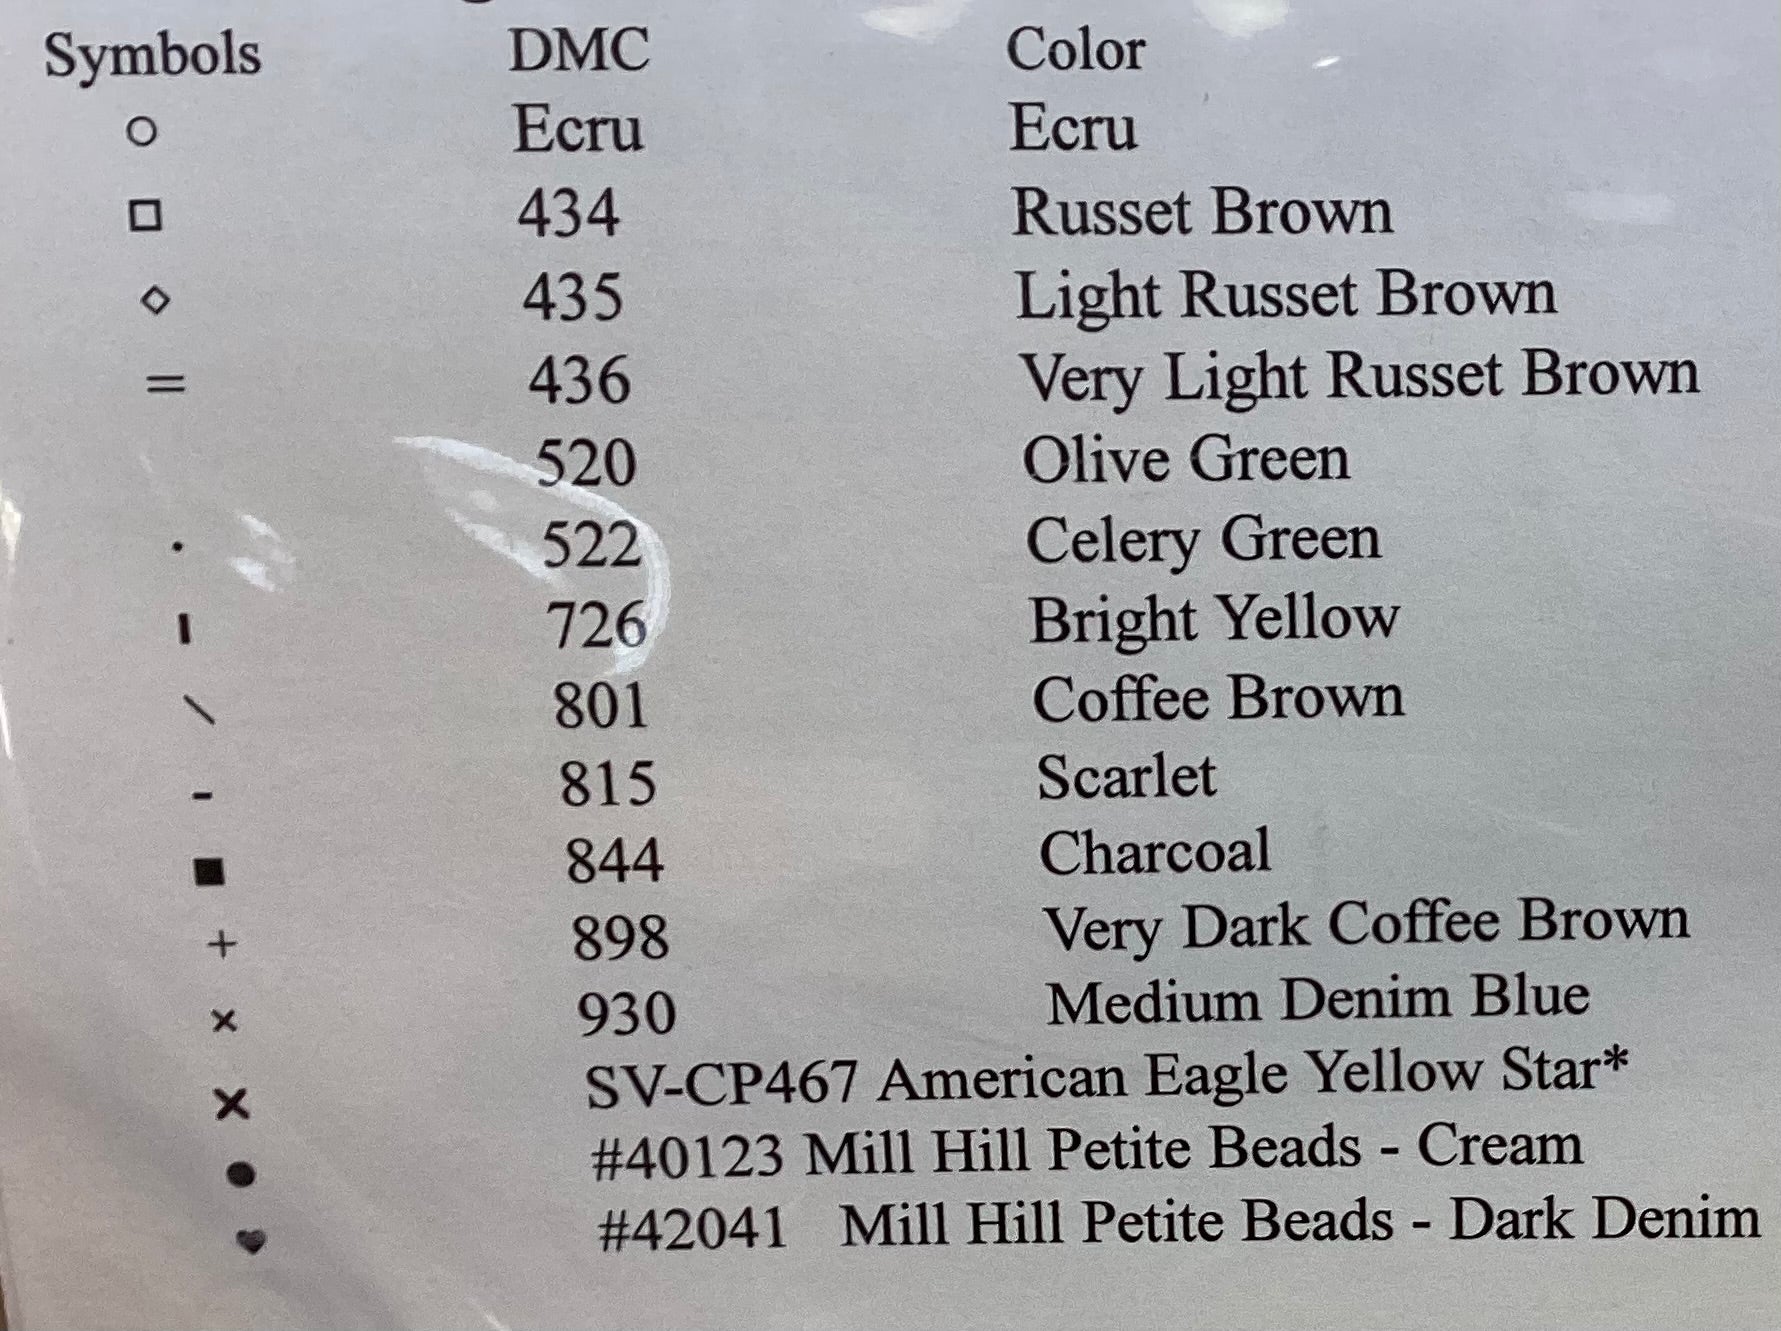 Symbols DMC Color
○ Ecru Ecru
□ 434 Russet Brown
◇ 435 Light Russet Brown
= 436 Very Light Russet Brown
520 Olive Green
· 522 Celery Green
ı 726 Bright Yellow
\ 801 Coffee Brown
- 815 Scarlet
■ 844 Charcoal
+ 898 Very Dark Coffee Brown
× 930 Medium Denim Blue
✕ SV-CP467 American Eagle Yellow Star*
● #40123 Mill Hill Petite Beads - Cream
♥ #42041 Mill Hill Petite Beads - Dark Denim